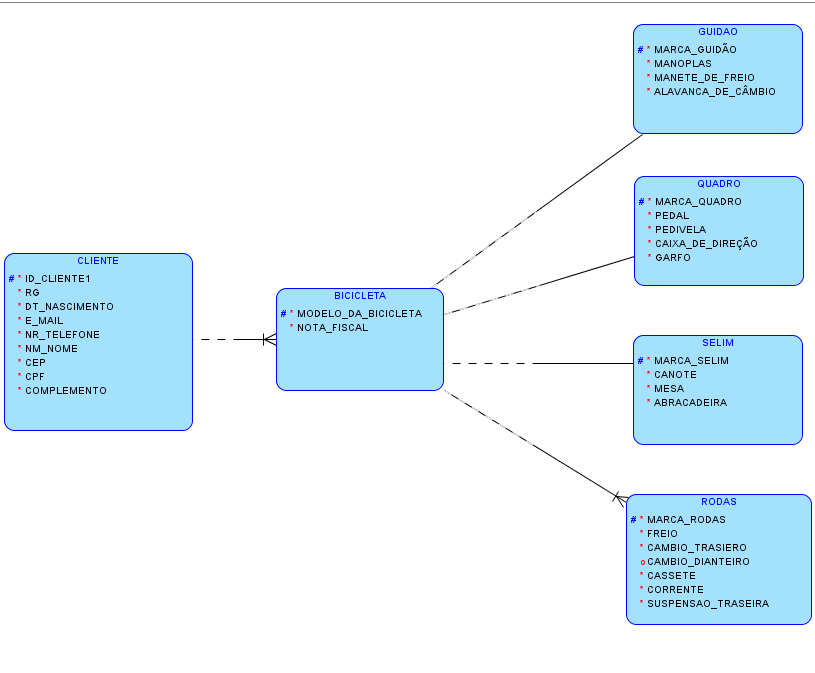 GUIDAO
# * MARCA_GUIDÃO
* MANOPLAS
* MANETE_DE_FREIO
* ALAVANCA_DE_CÂMBIO
QUADRO
# * MARCA_QUADRO
* PEDAL
* PEDIVELA
* CAIXA_DE_DIREÇÃO
* GARFO
CLIENTE
# * ID_CLIENTE1
* RG
* DT_NASCIMENTO
* E_MAIL
* NR_TELEFONE
* NM_NOME
* CEP
* CPF
* COMPLEMENTO
BICICLETA
# * MODELO_DA_BICICLETA
* NOTA_FISCAL
SELIM
# * MARCA_SELIM
* CANOTE
* MESA
* ABRACADEIRA
RODAS
# * MARCA_RODAS
* FREIO
* CAMBIO_TRASIERO
o CAMBIO_DIANTEIRO
* CASSETE
* CORRENTE
* SUSPENSAO_TRASEIRA